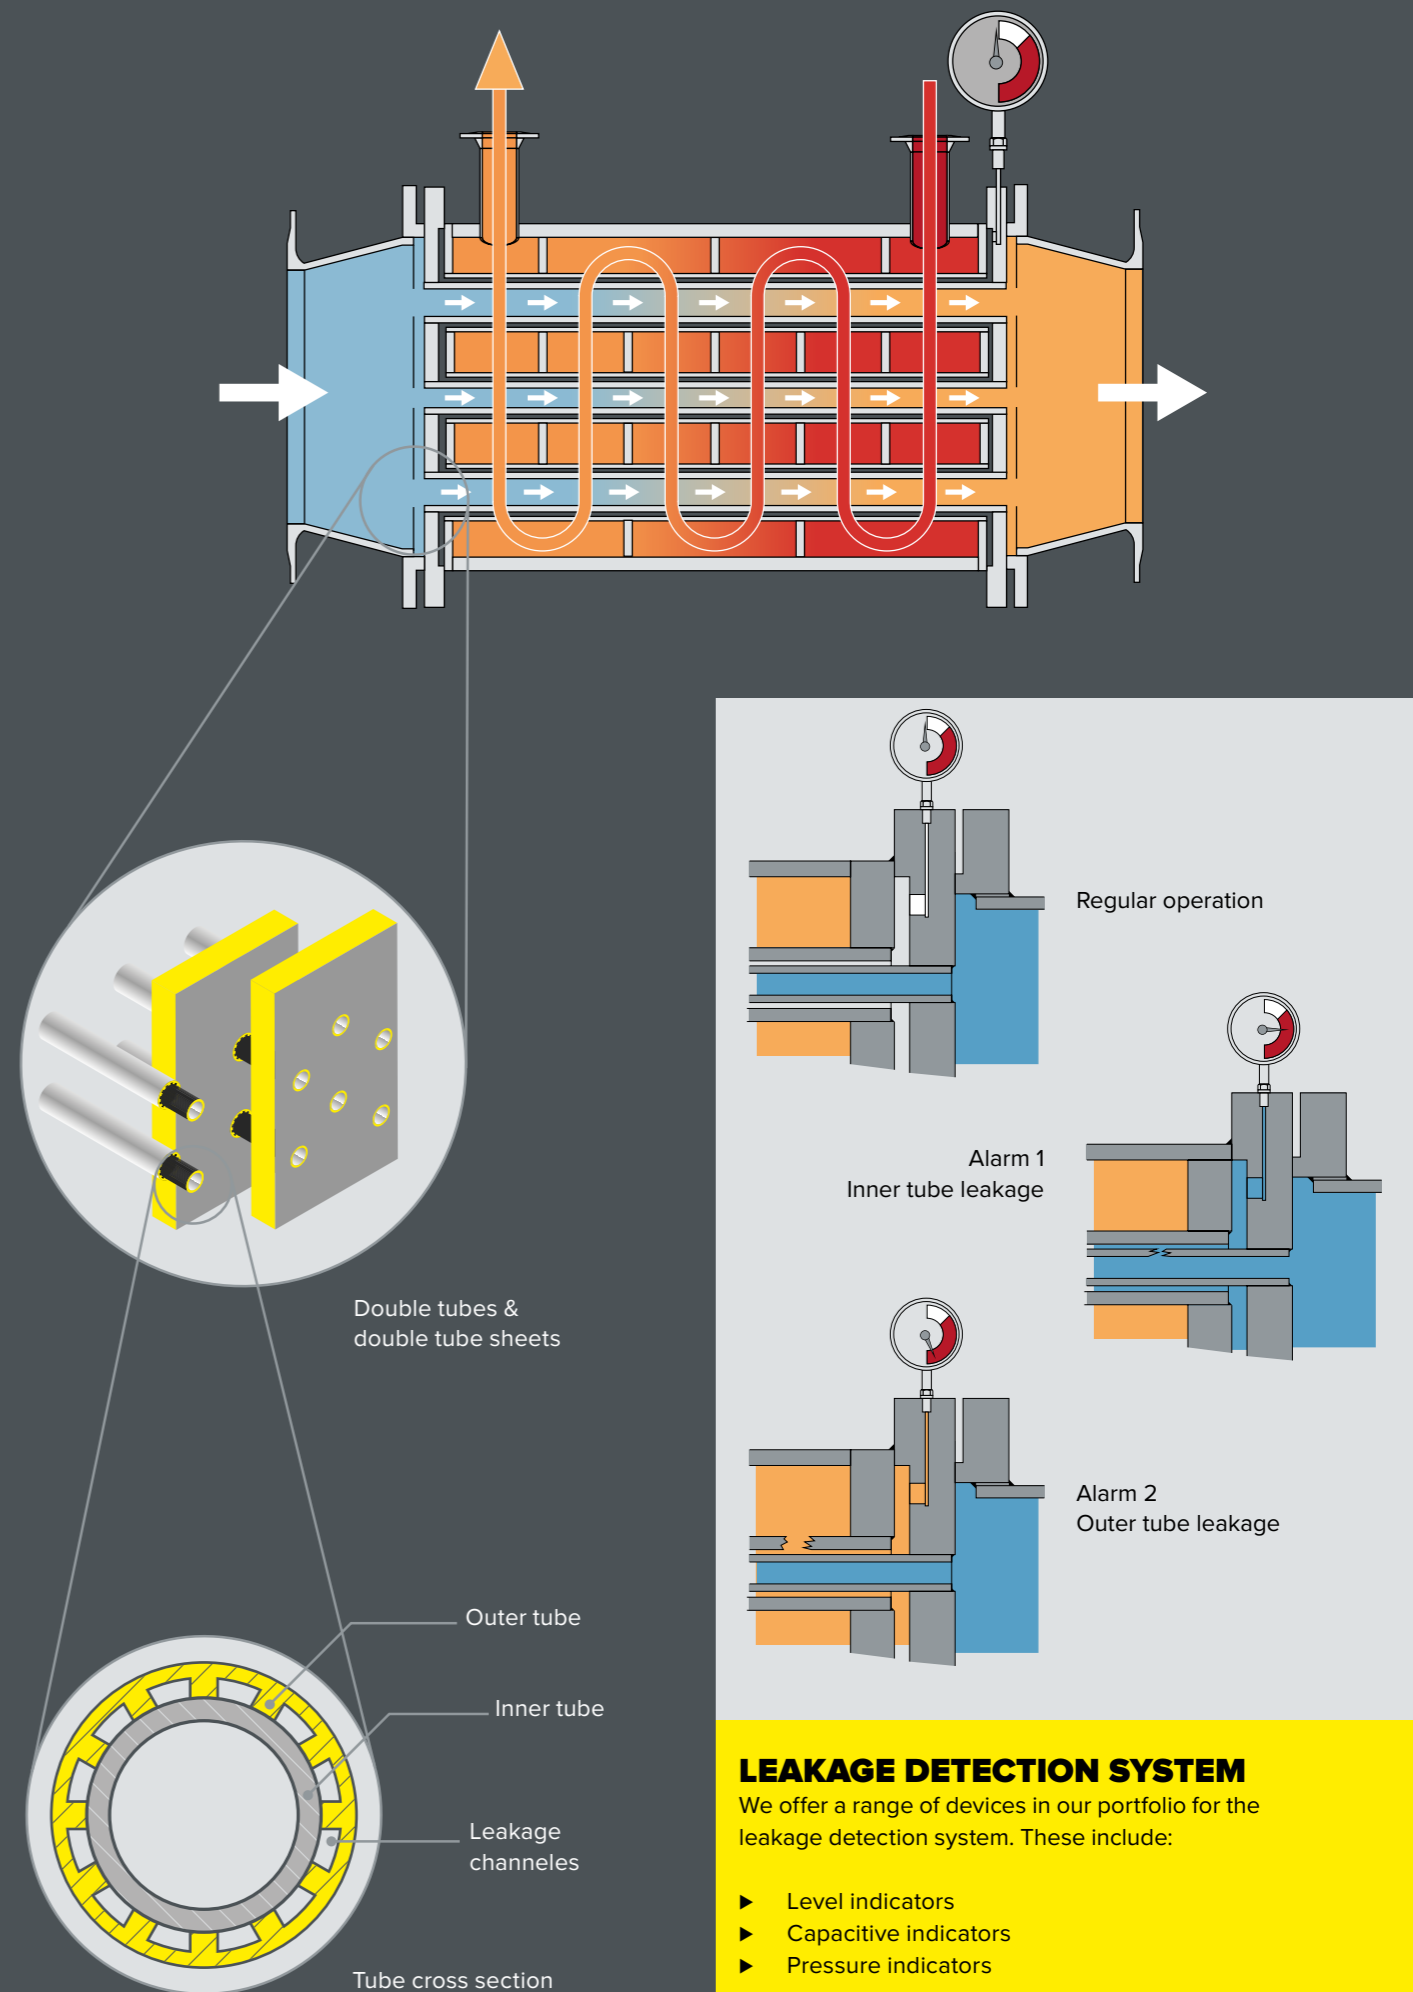 Regular operation
Alarm 1
Inner tube leakage
Double tubes &
double tube sheets
Alarm 2
Outer tube leakage
Outer tube
Inner tube
Leakage
channeles
Tube cross section
LEAKAGE DETECTION SYSTEM
We offer a range of devices in our portfolio for the
leakage detection system. These include:
▶ Level indicators
▶ Capacitive indicators
▶ Pressure indicators